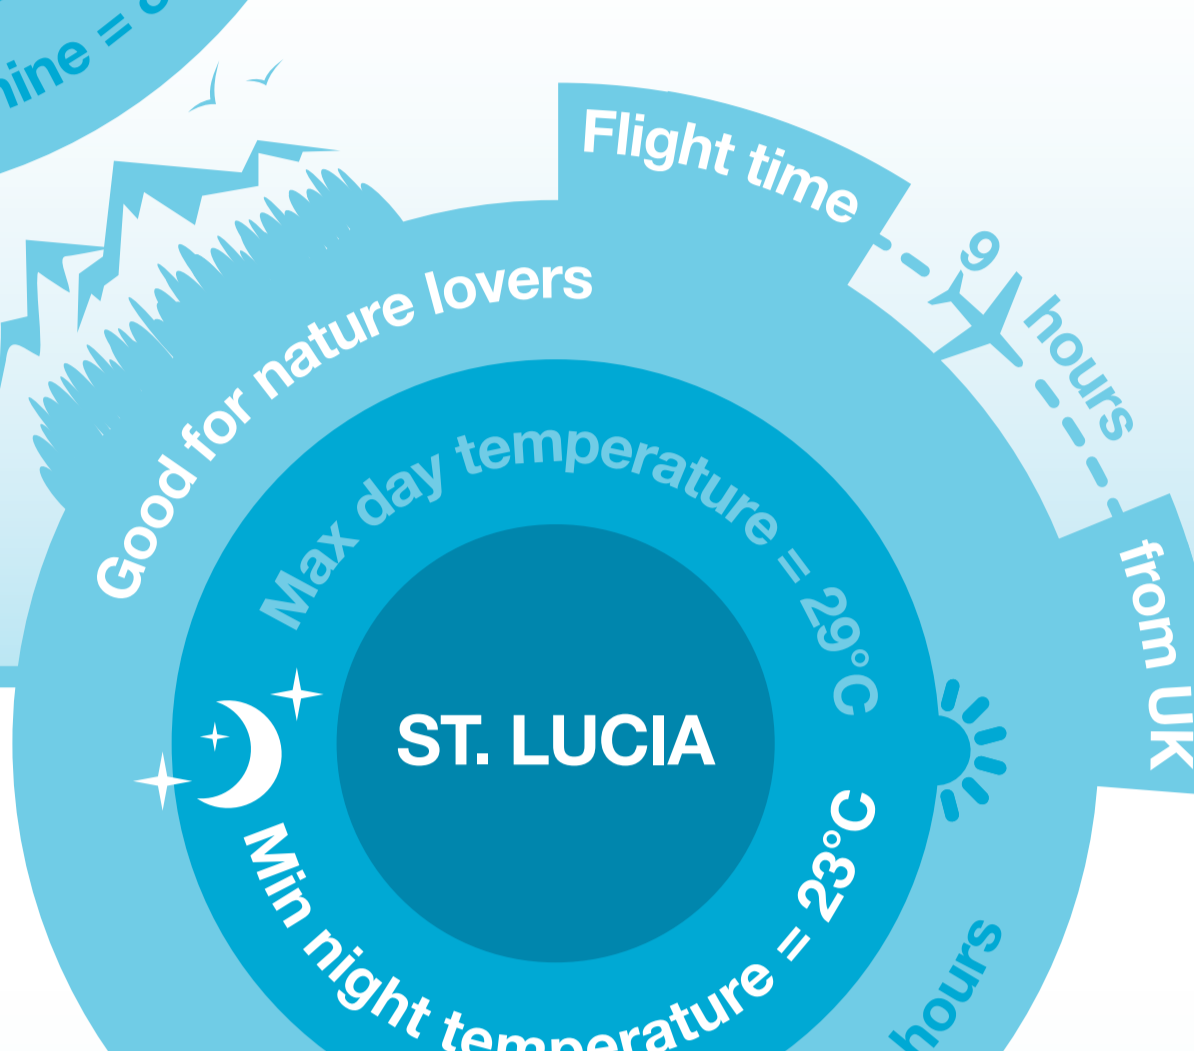 =
Flight time
9 hours
from UK
Good for nature lovers
Max day temperature = 29°C
ST. LUCIA
Min night temperature = 23°C
hours